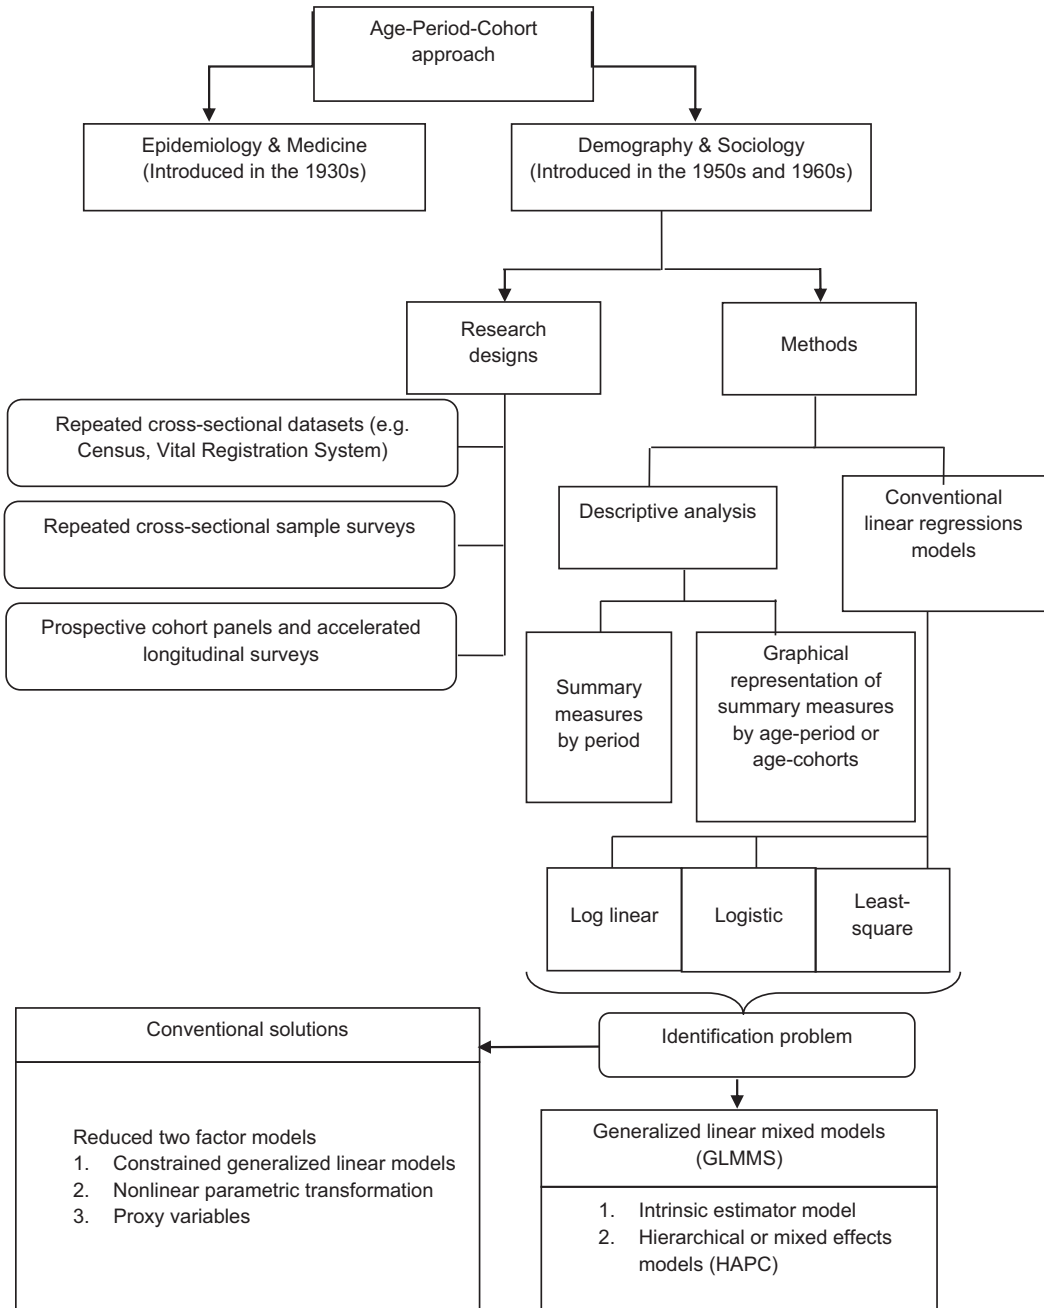 Age-Period-Cohort
approach
Epidemiology & Medicine
(Introduced in the 1930s)
Demography & Sociology
(Introduced in the 1950s and 1960s)
Research
designs
Methods
Repeated cross-sectional datasets (e.g.
Census, Vital Registration System)
Repeated cross-sectional sample surveys
Prospective cohort panels and accelerated
longitudinal surveys
Descriptive analysis
Conventional
linear regressions
models
Summary
measures
by period
Graphical
representation of
summary measures
by age-period or
age-cohorts
Log linear
Logistic
Least-
square
Identification problem
Conventional solutions
Reduced two factor models
1. Constrained generalized linear models
2. Nonlinear parametric transformation
3. Proxy variables
Generalized linear mixed models
(GLMMS)
1. Intrinsic estimator model
2. Hierarchical or mixed effects
models (HAPC)